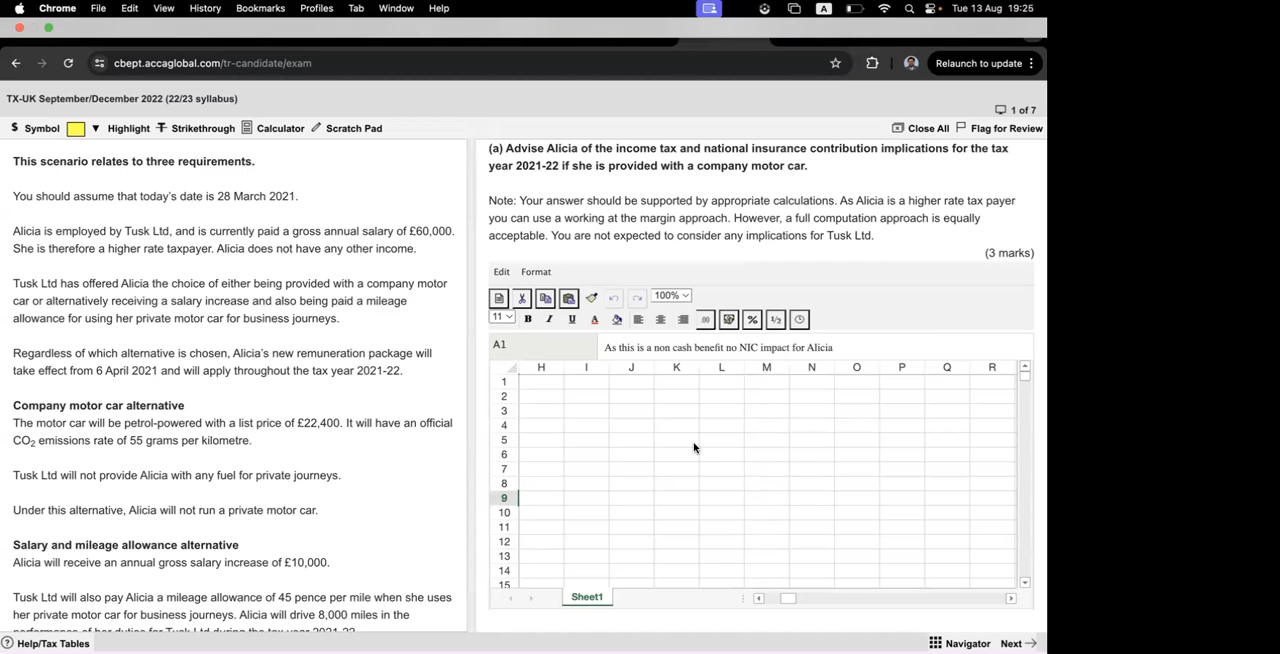 Chrome File Edit View History Bookmarks Profiles Tab Window Help A Tue 13 Aug 19:25
cbept.accaglobal.com/tr-candidate/exam Relaunch to update
TX-UK September/December 2022 (22/23 syllabus)
1 of 7
$ Symbol Highlight Strikethrough Calculator Scratch Pad Close All Flag for Review
This scenario relates to three requirements.
You should assume that today's date is 28 March 2021.
Alicia is employed by Tusk Ltd, and is currently paid a gross annual salary of £60,000.
She is therefore a higher rate taxpayer. Alicia does not have any other income.
Tusk Ltd has offered Alicia the choice of either being provided with a company motor
car or alternatively receiving a salary increase and also being paid a mileage
allowance for using her private motor car for business journeys.
Regardless of which alternative is chosen, Alicia's new remuneration package will
take effect from 6 April 2021 and will apply throughout the tax year 2021-22.
Company motor car alternative
The motor car will be petrol-powered with a list price of £22,400. It will have an official
CO2 emissions rate of 55 grams per kilometre.
Tusk Ltd will not provide Alicia with any fuel for private journeys.
Under this alternative, Alicia will not run a private motor car.
Salary and mileage allowance alternative
Alicia will receive an annual gross salary increase of £10,000.
Tusk Ltd will also pay Alicia a mileage allowance of 45 pence per mile when she uses
her private motor car for business journeys. Alicia will drive 8,000 miles in the
performance of her duties for Tusk Ltd during the tax year 2021-22.
(a) Advise Alicia of the income tax and national insurance contribution implications for the tax
year 2021-22 if she is provided with a company motor car.
Note: Your answer should be supported by appropriate calculations. As Alicia is a higher rate tax payer
you can use a working at the margin approach. However, a full computation approach is equally
acceptable. You are not expected to consider any implications for Tusk Ltd.
(3 marks)
Edit Format
100%
11 B I U A .00 % 1/2
A1 As this is a non cash benefit no NIC impact for Alicia
H I J K L M N O P Q R
1
2
3
4
5
6
7
8
9
10
11
12
13
14
15
Sheet1
Help/Tax Tables Navigator Next